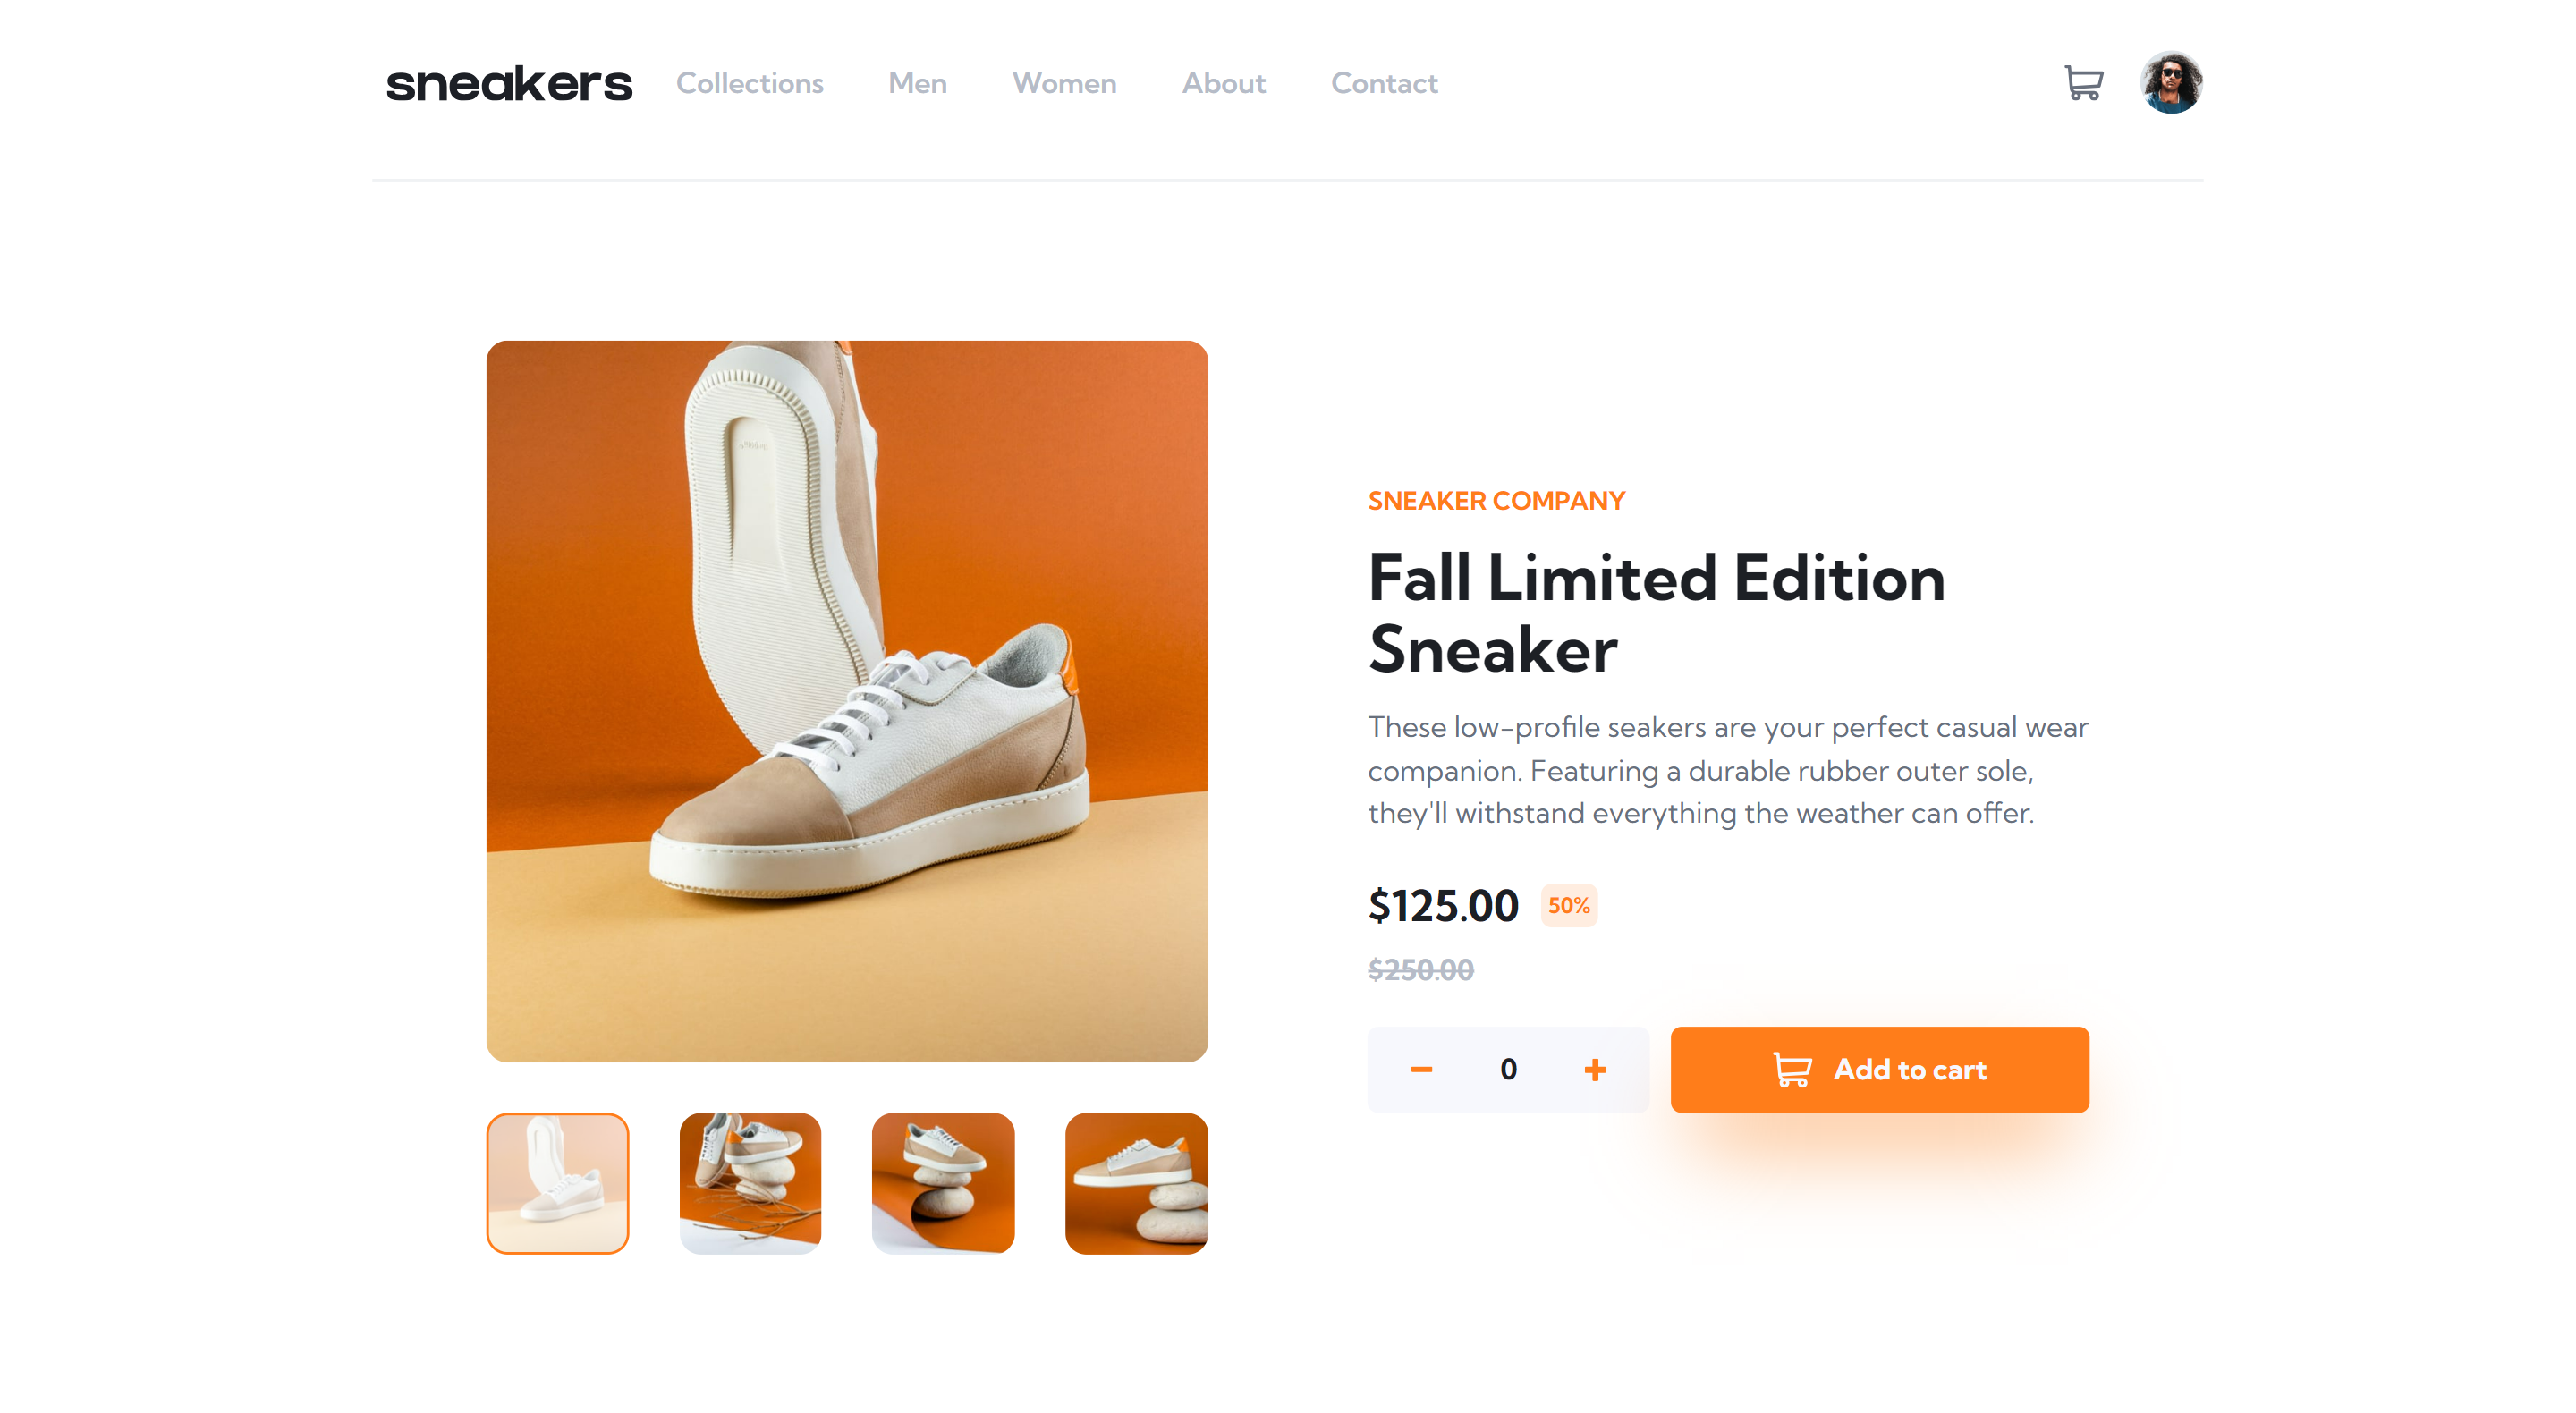 sneakers Collections Men Women About Contact
SNEAKER COMPANY
Fall Limited Edition
Sneaker
These low-profile seakers are your perfect casual wear
companion. Featuring a durable rubber outer sole,
they'll withstand everything the weather can offer.
$125.00 50%
$250.00
0 Add to cart